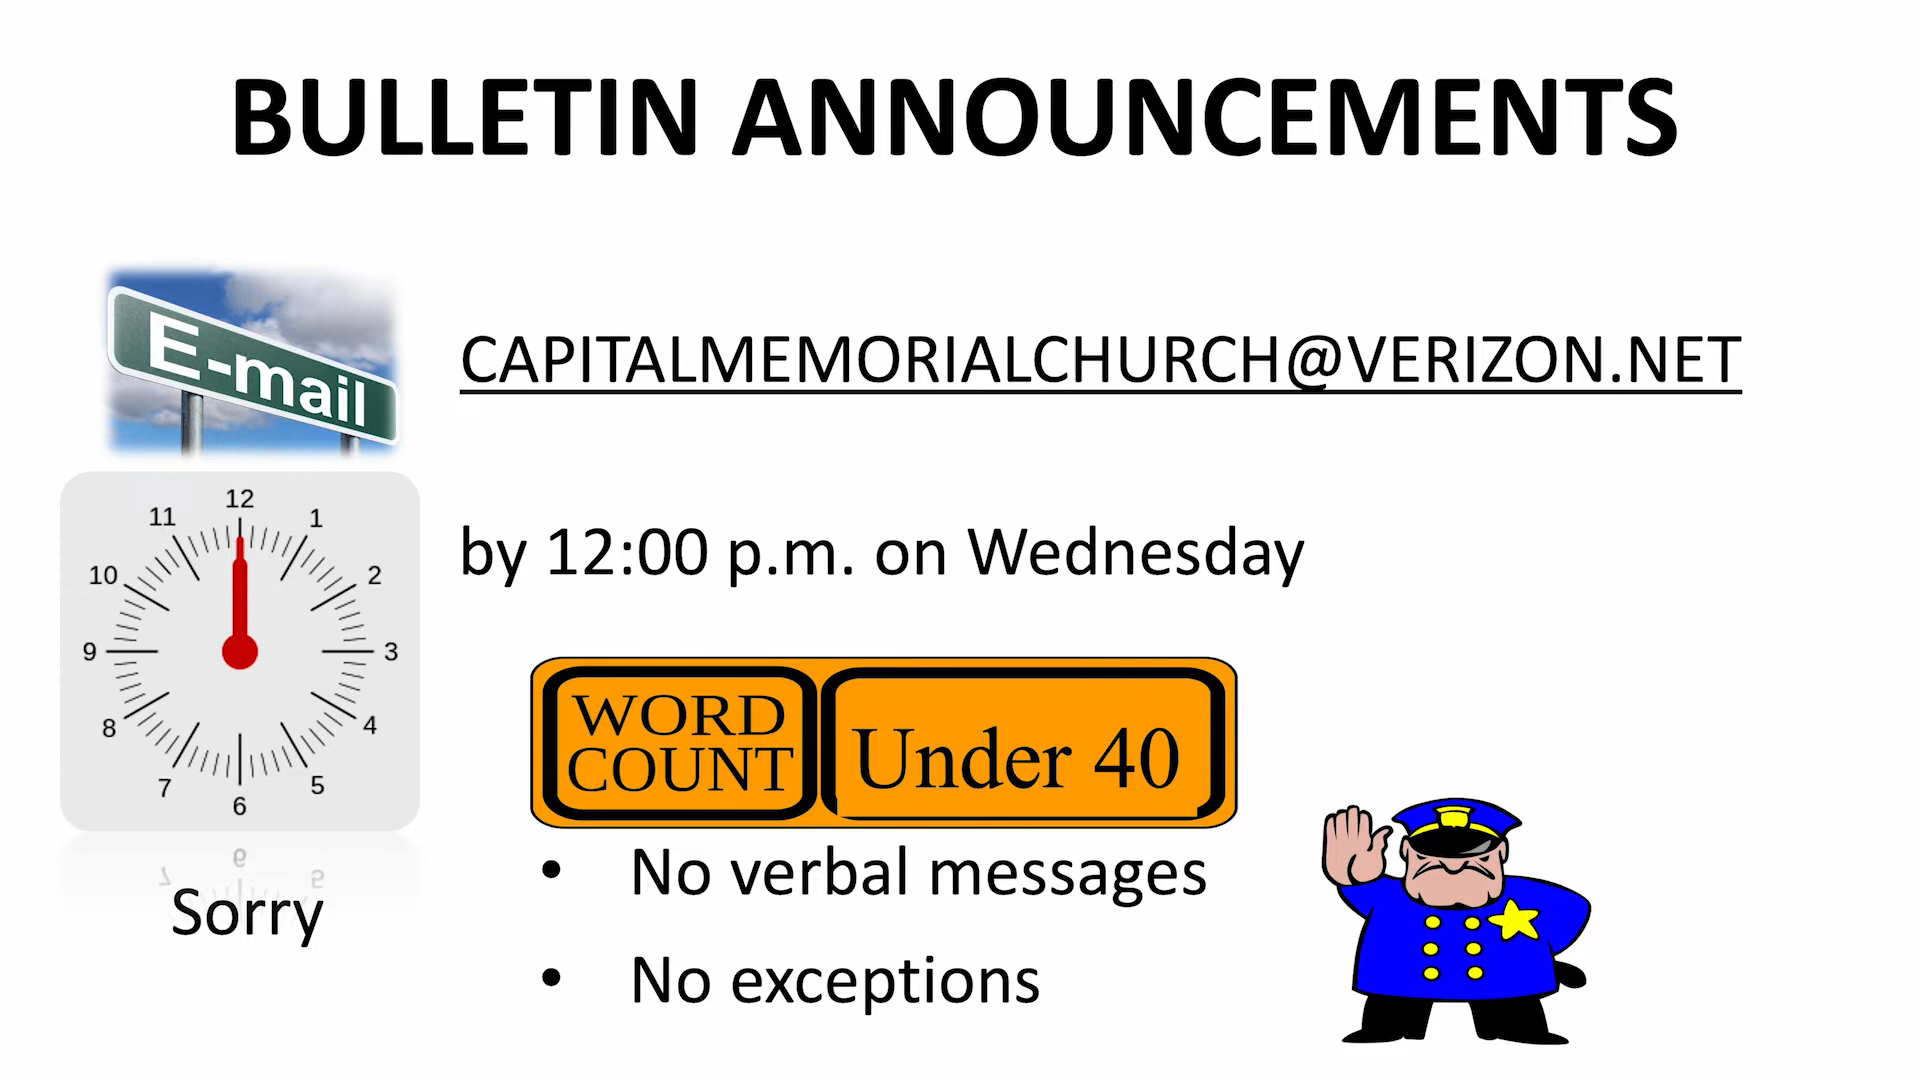 BULLETIN ANNOUNCEMENTS
E-mail
CAPITALMEMORIALCHURCH@VERIZON.NET
12
11
1
10
2
9
3
8
4
7
5
6
by 12:00 p.m. on Wednesday
WORD
COUNT
Under 40
Sorry
• No verbal messages
• No exceptions